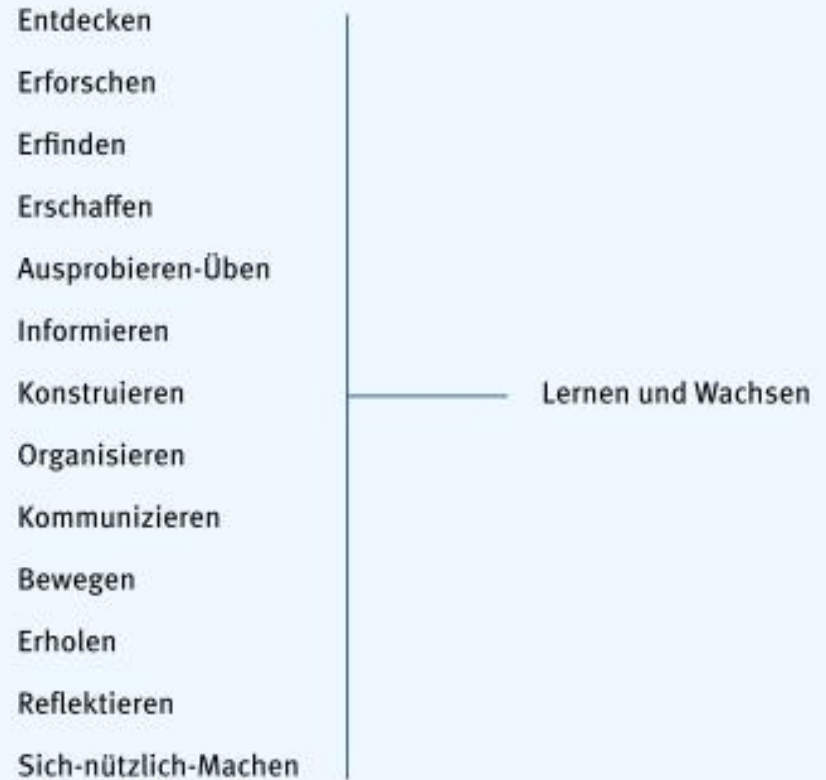 Entdecken
Erforschen
Erfinden
Erschaffen
Ausprobieren-Üben
Informieren
Konstruieren
Lernen und Wachsen
Organisieren
Kommunizieren
Bewegen
Erholen
Reflektieren
Sich-nützlich-Machen